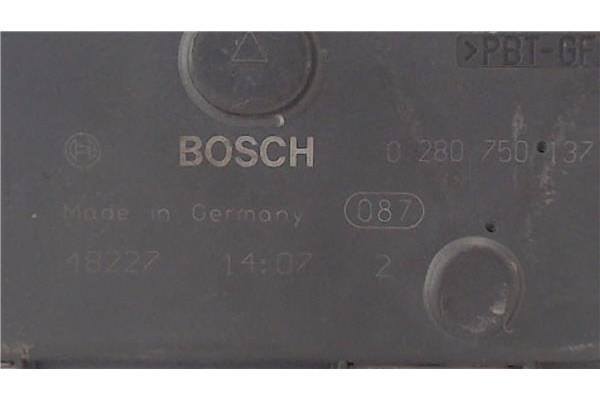 >PBT-GF
BOSCH 0 280 750 137
Made in Germany 087
48227 14:07 2